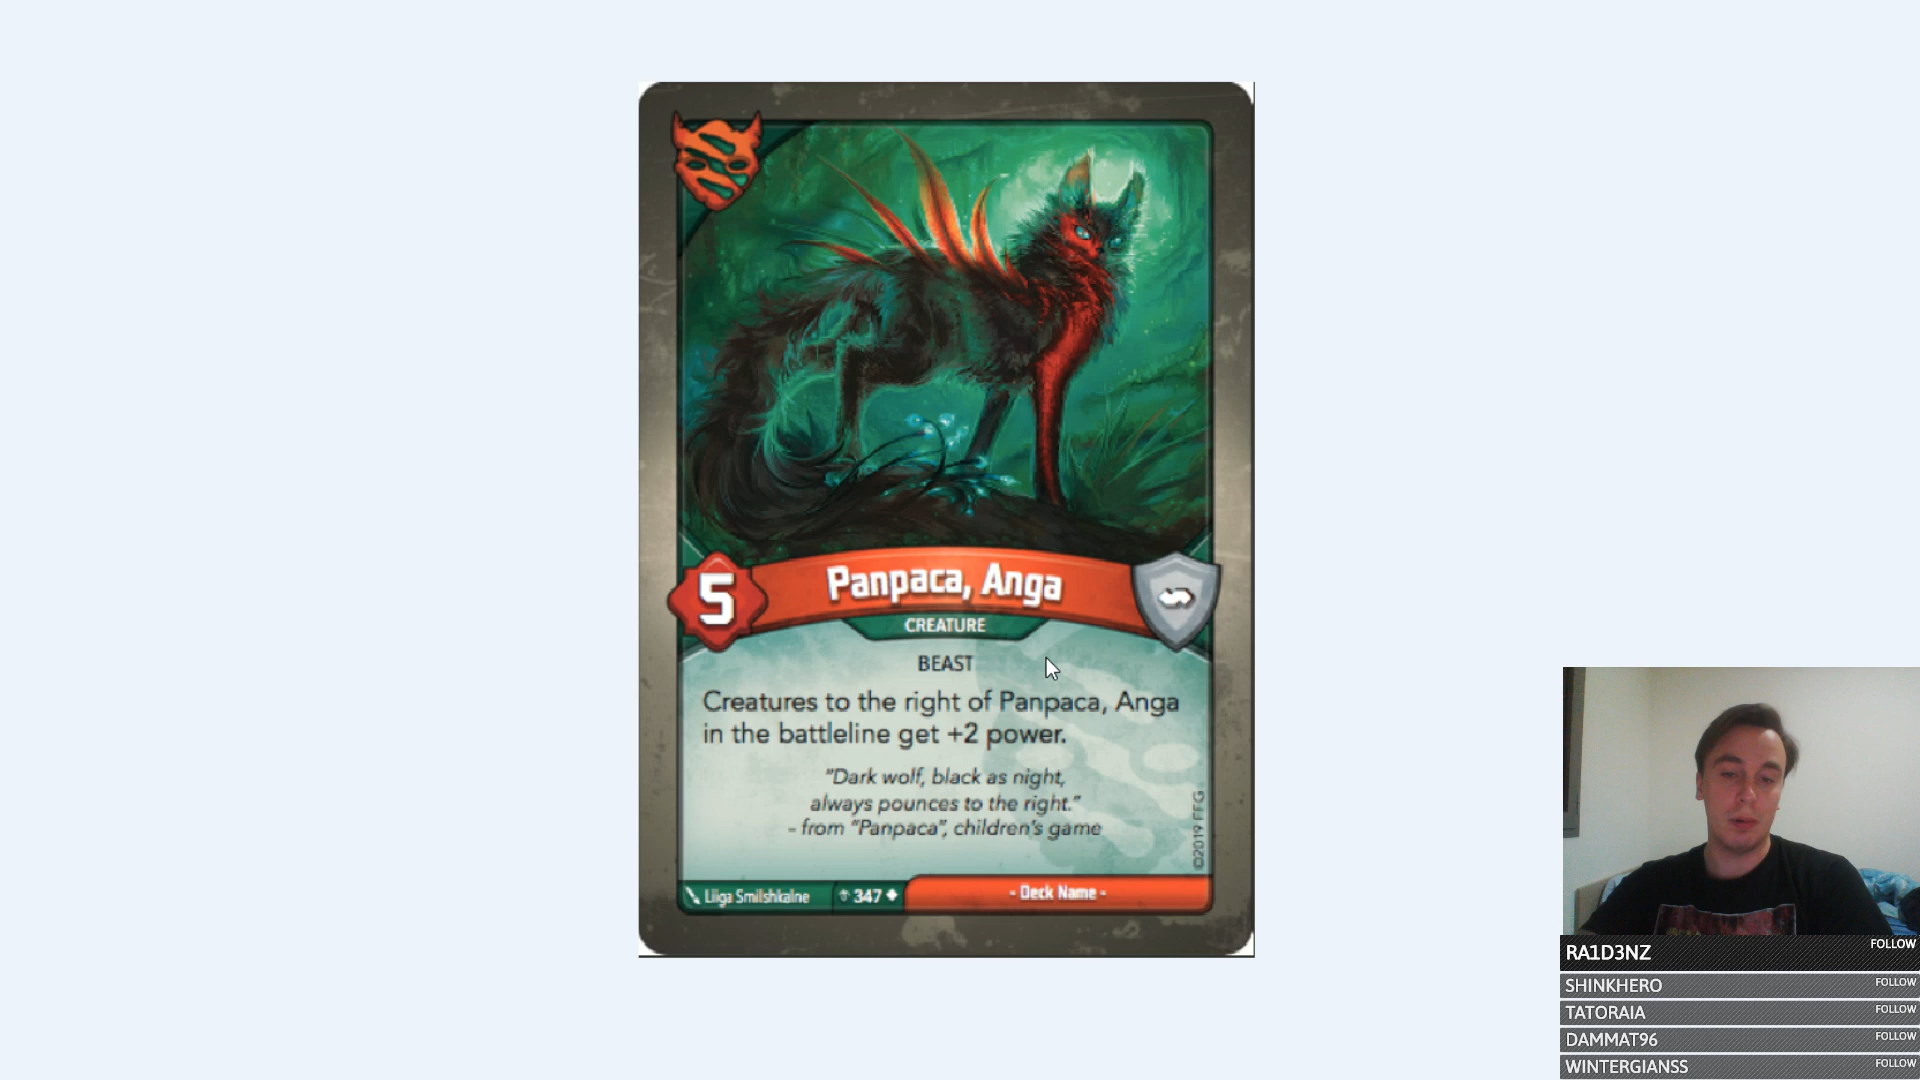 5
Panpaca, Anga
CREATURE
BEAST
Creatures to the right of Panpaca, Anga
in the battleline get +2 power.
"Dark wolf, black as night,
always pounces to the right."
- from "Panpaca", children's game
©2019 FFG
Liiga Smilshkalne
347
- Deck Name -
RA1D3NZ FOLLOW
SHINKHERO FOLLOW
TATORAIA FOLLOW
DAMMAT96 FOLLOW
WINTERGIANSS FOLLOW